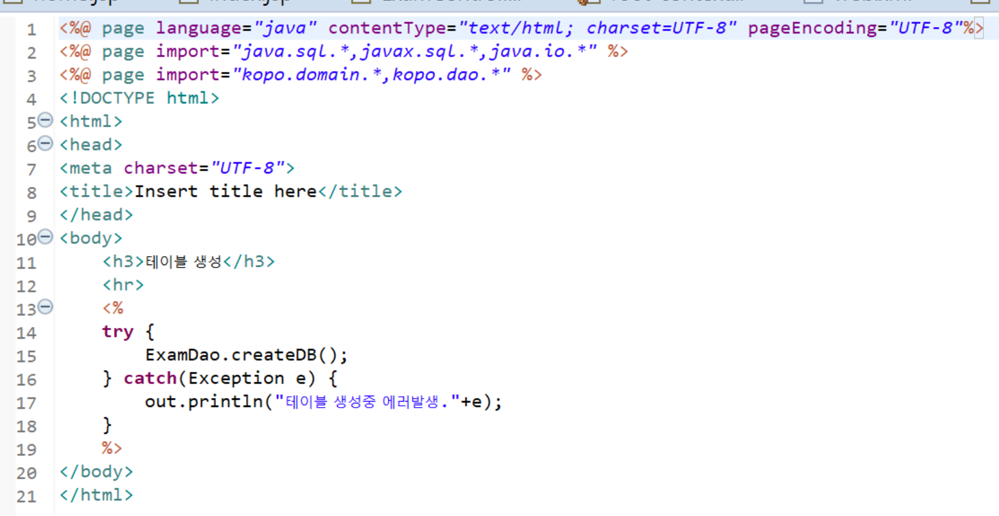 1 <%@ page language="java" contentType="text/html; charset=UTF-8" pageEncoding="UTF-8"%>
2 <%@ page import="java.sql.*,javax.sql.*,java.io.*" %>
3 <%@ page import="kopo.domain.*,kopo.dao.*" %>
4 <!DOCTYPE html>
5 <html>
6 <head>
7 <meta charset="UTF-8">
8 <title>Insert title here</title>
9 </head>
10 <body>
11     <h3>테이블 생성</h3>
12     <hr>
13     <%
14     try {
15         ExamDao.createDB();
16     } catch(Exception e) {
17         out.println("테이블 생성중 에러발생."+e);
18     }
19     %>
20 </body>
21 </html>